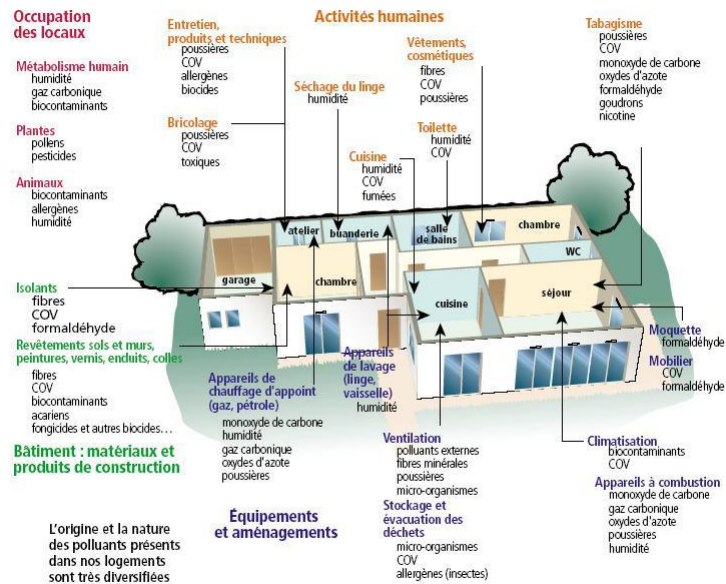 Occupation
des locaux
Métabolisme humain
humidité
gaz carbonique
biocontaminants
Plantes
pollens
pesticides
Animaux
biocontaminants
allergènes
humidité
Activités humaines
Entretien,
produits et techniques
poussières
COV
allergènes
biocides
Bricolage
poussières
COV
toxiques
Séchage du linge
humidité
Cuisine
humidité
COV
fumées
Vêtements,
cosmétiques
fibres
COV
poussières
Toilette
humidité
COV
Tabagisme
poussières
COV
monoxyde de carbone
oxydes d'azote
formaldéhyde
goudrons
nicotine
garage
atelier
buanderie
salle
de bains
chambre
WC
chambre
cuisine
séjour
Isolants
fibres
COV
formaldéhyde
Revêtements sols et murs,
peintures, vernis, enduits, colles
fibres
COV
biocontaminants
acariens
fongicides et autres biocides...
Bâtiment : matériaux et
produits de construction
Appareils de
chauffage d'appoint
(gaz, pétrole)
monoxyde de carbone
humidité
gaz carbonique
oxydes d'azote
poussières
Appareils
de lavage
(linge,
vaisselle)
humidité
Ventilation
polluants externes
fibres minérales
poussières
micro-organismes
Stockage et
évacuation des
déchets
micro-organismes
COV
allergènes (insectes)
Moquette
formaldéhyde
Mobilier
COV
formaldéhyde
Climatisation
biocontaminants
COV
Appareils à combustion
monoxyde de carbone
gaz carbonique
oxydes d'azote
poussières
humidité
Équipements
et aménagements
L'origine et la nature
des polluants présents
dans nos logements
sont très diversifiées